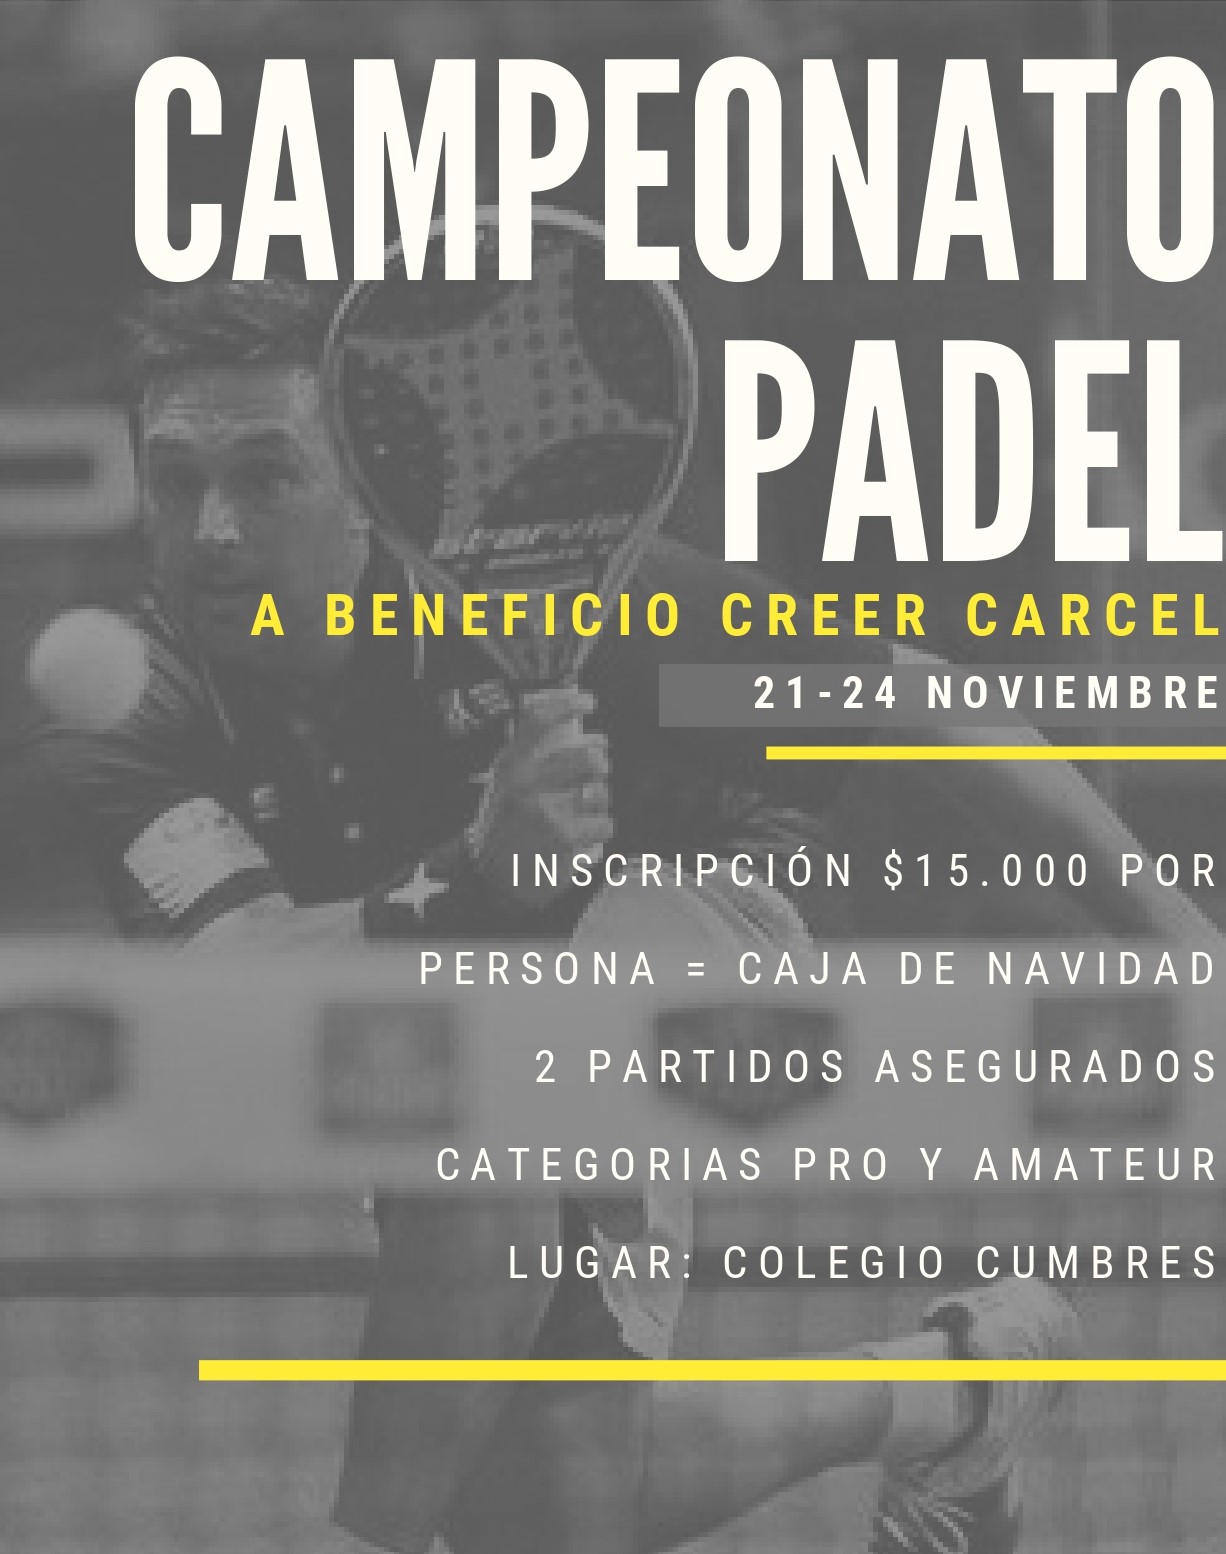 CAMPEONATO
PADEL
A BENEFICIO CREER CARCEL
21-24 NOVIEMBRE
INSCRIPCIÓN $15.000 POR
PERSONA = CAJA DE NAVIDAD
2 PARTIDOS ASEGURADOS
CATEGORIAS PRO Y AMATEUR
LUGAR: COLEGIO CUMBRES